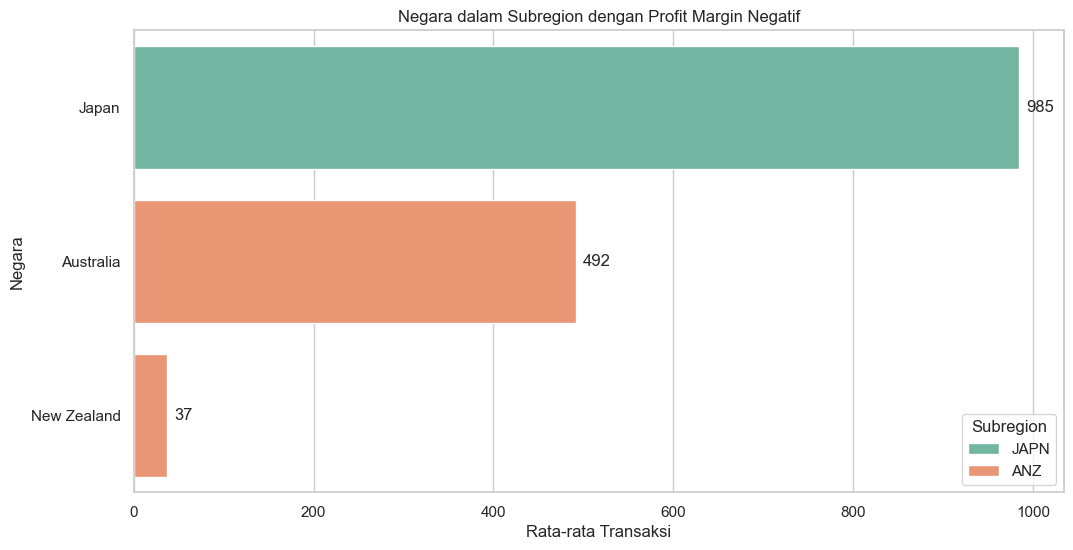 Negara dalam Subregion dengan Profit Margin Negatif
Negara
Japan
985
Australia
492
New Zealand
37
Subregion
JAPN
ANZ
0 200 400 600 800 1000
Rata-rata Transaksi